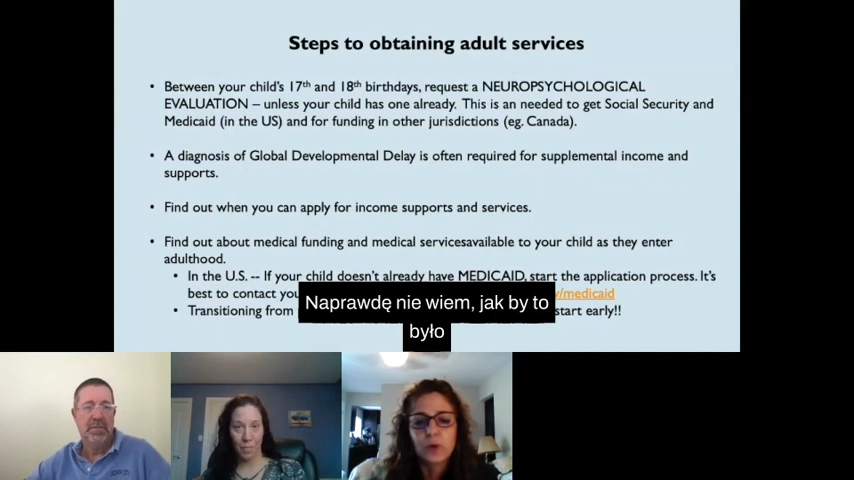 Steps to obtaining adult services
• Between your child's 17th and 18th birthdays, request a NEUROPSYCHOLOGICAL
EVALUATION – unless your child has one already. This is an needed to get Social Security and
Medicaid (in the US) and for funding in other jurisdictions (eg. Canada).
• A diagnosis of Global Developmental Delay is often required for supplemental income and
supports.
• Find out when you can apply for income supports and services.
• Find out about medical funding and medical servicesavailable to your child as they enter
adulthood.
• In the U.S. -- If your child doesn't already have MEDICAID, start the application process. It's
best to contact /medicaid
• Transitioning from start early!!
Naprawdę nie wiem, jak by to
było